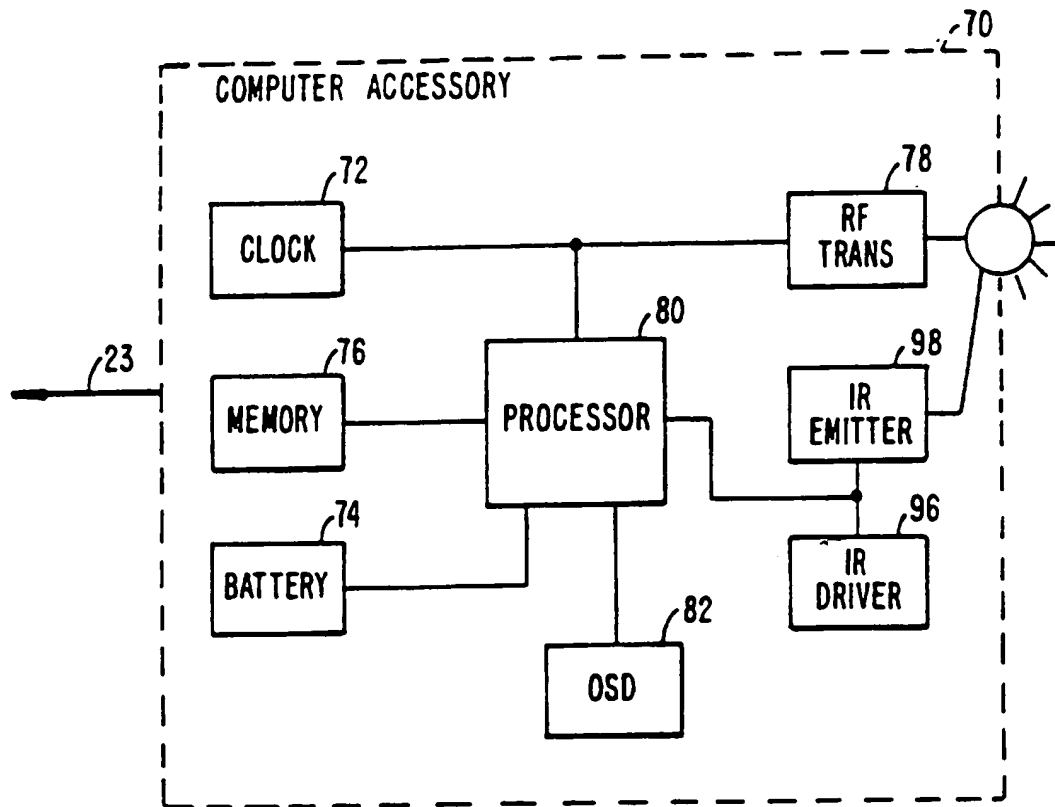 70
COMPUTER ACCESSORY
72
CLOCK
78
RF
TRANS
80
PROCESSOR
23
76
MEMORY
98
IR
EMITTER
74
BATTERY
96
IR
DRIVER
82
OSD